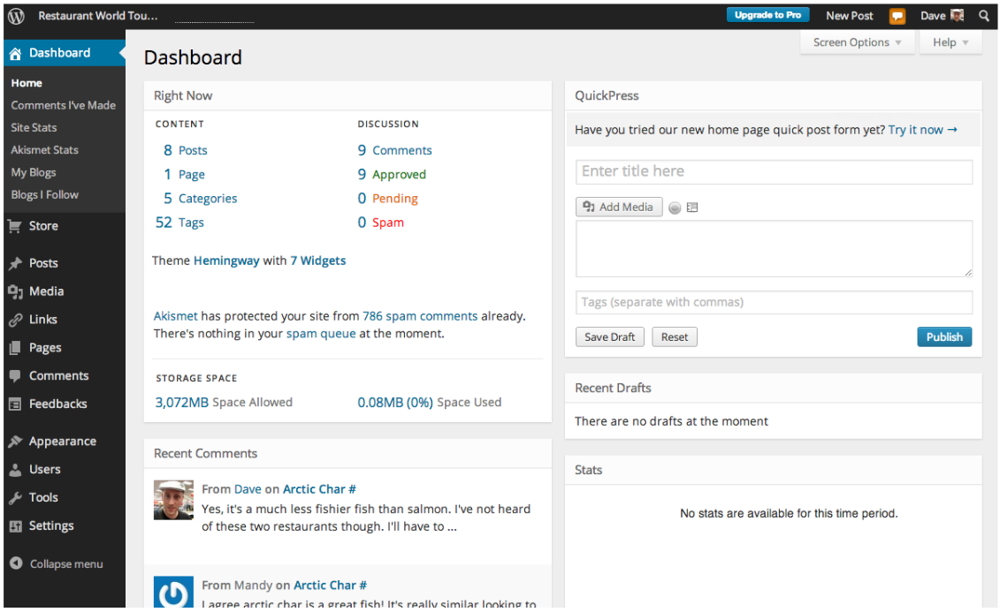 Restaurant World Tou...
Upgrade to Pro
New Post
Dave
Dashboard
Home
Comments I've Made
Site Stats
Akismet Stats
My Blogs
Blogs I Follow
Store
Posts
Media
Links
Pages
Comments
Feedbacks
Appearance
Users
Tools
Settings
Collapse menu
Screen Options
Help
Dashboard
Right Now
CONTENT
8 Posts
1 Page
5 Categories
52 Tags
DISCUSSION
9 Comments
9 Approved
0 Pending
0 Spam
Theme Hemingway with 7 Widgets
Akismet has protected your site from 786 spam comments already.
There's nothing in your spam queue at the moment.
STORAGE SPACE
3,072MB Space Allowed
0.08MB (0%) Space Used
Recent Comments
From Dave on Arctic Char #
Yes, it's a much less fishier fish than salmon. I've not heard
of these two restaurants though. I'll have to ...
From Mandy on Arctic Char #
I agree arctic char is a great fish! It's really similar looking to
QuickPress
Have you tried our new home page quick post form yet? Try it now →
Enter title here
Add Media
Tags (separate with commas)
Save Draft
Reset
Publish
Recent Drafts
There are no drafts at the moment
Stats
No stats are available for this time period.